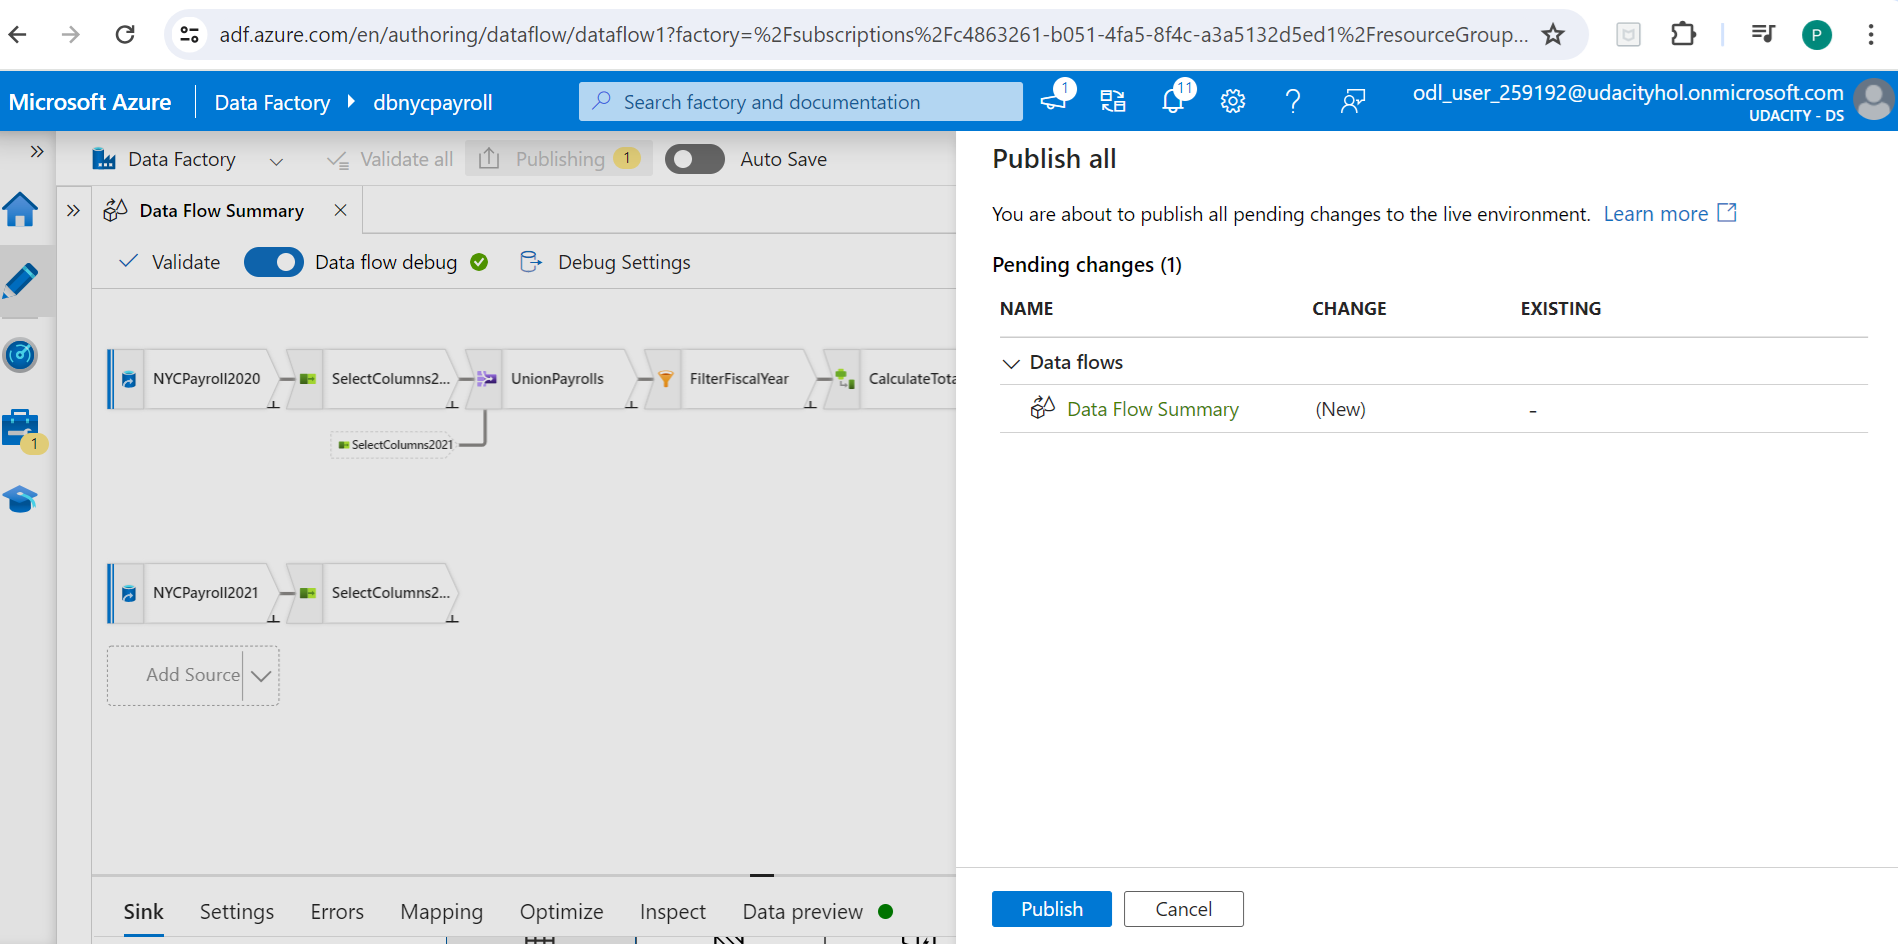 adf.azure.com/en/authoring/dataflow/dataflow1?factory=%2Fsubscriptions%2Fc4863261-b051-4fa5-8f4c-a3a5132d5ed1%2FresourceGroup...
P
Microsoft Azure
Data Factory
dbnycpayroll
Search factory and documentation
1
11
odl_user_259192@udacityhol.onmicrosoft.com
UDACITY - DS
Data Factory
Validate all
Publishing
1
Auto Save
Data Flow Summary
Validate
Data flow debug
Debug Settings
NYCPayroll2020
SelectColumns2...
UnionPayrolls
FilterFiscalYear
CalculateTota
SelectColumns2021
1
NYCPayroll2021
SelectColumns2...
Add Source
Sink
Settings
Errors
Mapping
Optimize
Inspect
Data preview
Publish all
You are about to publish all pending changes to the live environment. Learn more
Pending changes (1)
NAME
CHANGE
EXISTING
Data flows
Data Flow Summary
(New)
-
Publish
Cancel